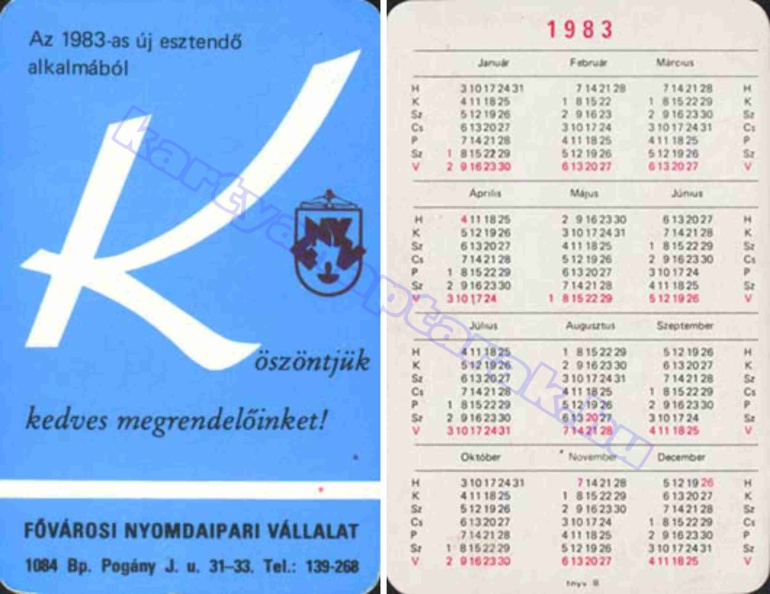 Az 1983-as új esztendő
alkalmából
K
NY
öszöntjük
kedves megrendelőinket!
FŐVÁROSI NYOMDAIPARI VÁLLALAT
1084 Bp. Pogány J. u. 31–33. Tel.: 139-268
kartyanaptarok.hu
1983
Január Február Március
H 3 10 17 24 31 7 14 21 28 7 14 21 28 H
K 4 11 18 25 1 8 15 22 1 8 15 22 29 K
Sz 5 12 19 26 2 9 16 23 2 9 16 23 30 Sz
Cs 6 13 20 27 3 10 17 24 3 10 17 24 31 Cs
P 7 14 21 28 4 11 18 25 4 11 18 25 P
Sz 1 8 15 22 29 5 12 19 26 5 12 19 26 Sz
V 2 9 16 23 30 6 13 20 27 6 13 20 27 V
Április Május Június
H 4 11 18 25 2 9 16 23 30 6 13 20 27 H
K 5 12 19 26 3 10 17 24 31 7 14 21 28 K
Sz 6 13 20 27 4 11 18 25 1 8 15 22 29 Sz
Cs 7 14 21 28 5 12 19 26 2 9 16 23 30 Cs
P 1 8 15 22 29 6 13 20 27 3 10 17 24 P
Sz 2 9 16 23 30 7 14 21 28 4 11 18 25 Sz
V 3 10 17 24 1 8 15 22 29 5 12 19 26 V
Július Augusztus Szeptember
H 4 11 18 25 1 8 15 22 29 5 12 19 26 H
K 5 12 19 26 2 9 16 23 30 6 13 20 27 K
Sz 6 13 20 27 3 10 17 24 31 7 14 21 28 Sz
Cs 7 14 21 28 4 11 18 25 1 8 15 22 29 Cs
P 1 8 15 22 29 5 12 19 26 2 9 16 23 30 P
Sz 2 9 16 23 30 6 13 20 27 3 10 17 24 Sz
V 3 10 17 24 31 7 14 21 28 4 11 18 25 V
Október November December
H 3 10 17 24 31 7 14 21 28 5 12 19 26 H
K 4 11 18 25 1 8 15 22 29 6 13 20 27 K
Sz 5 12 19 26 2 9 16 23 30 7 14 21 28 Sz
Cs 6 13 20 27 3 10 17 24 1 8 15 22 29 Cs
P 7 14 21 28 4 11 18 25 2 9 16 23 30 P
Sz 1 8 15 22 29 5 12 19 26 3 10 17 24 31 Sz
V 2 9 16 23 30 6 13 20 27 4 11 18 25 V